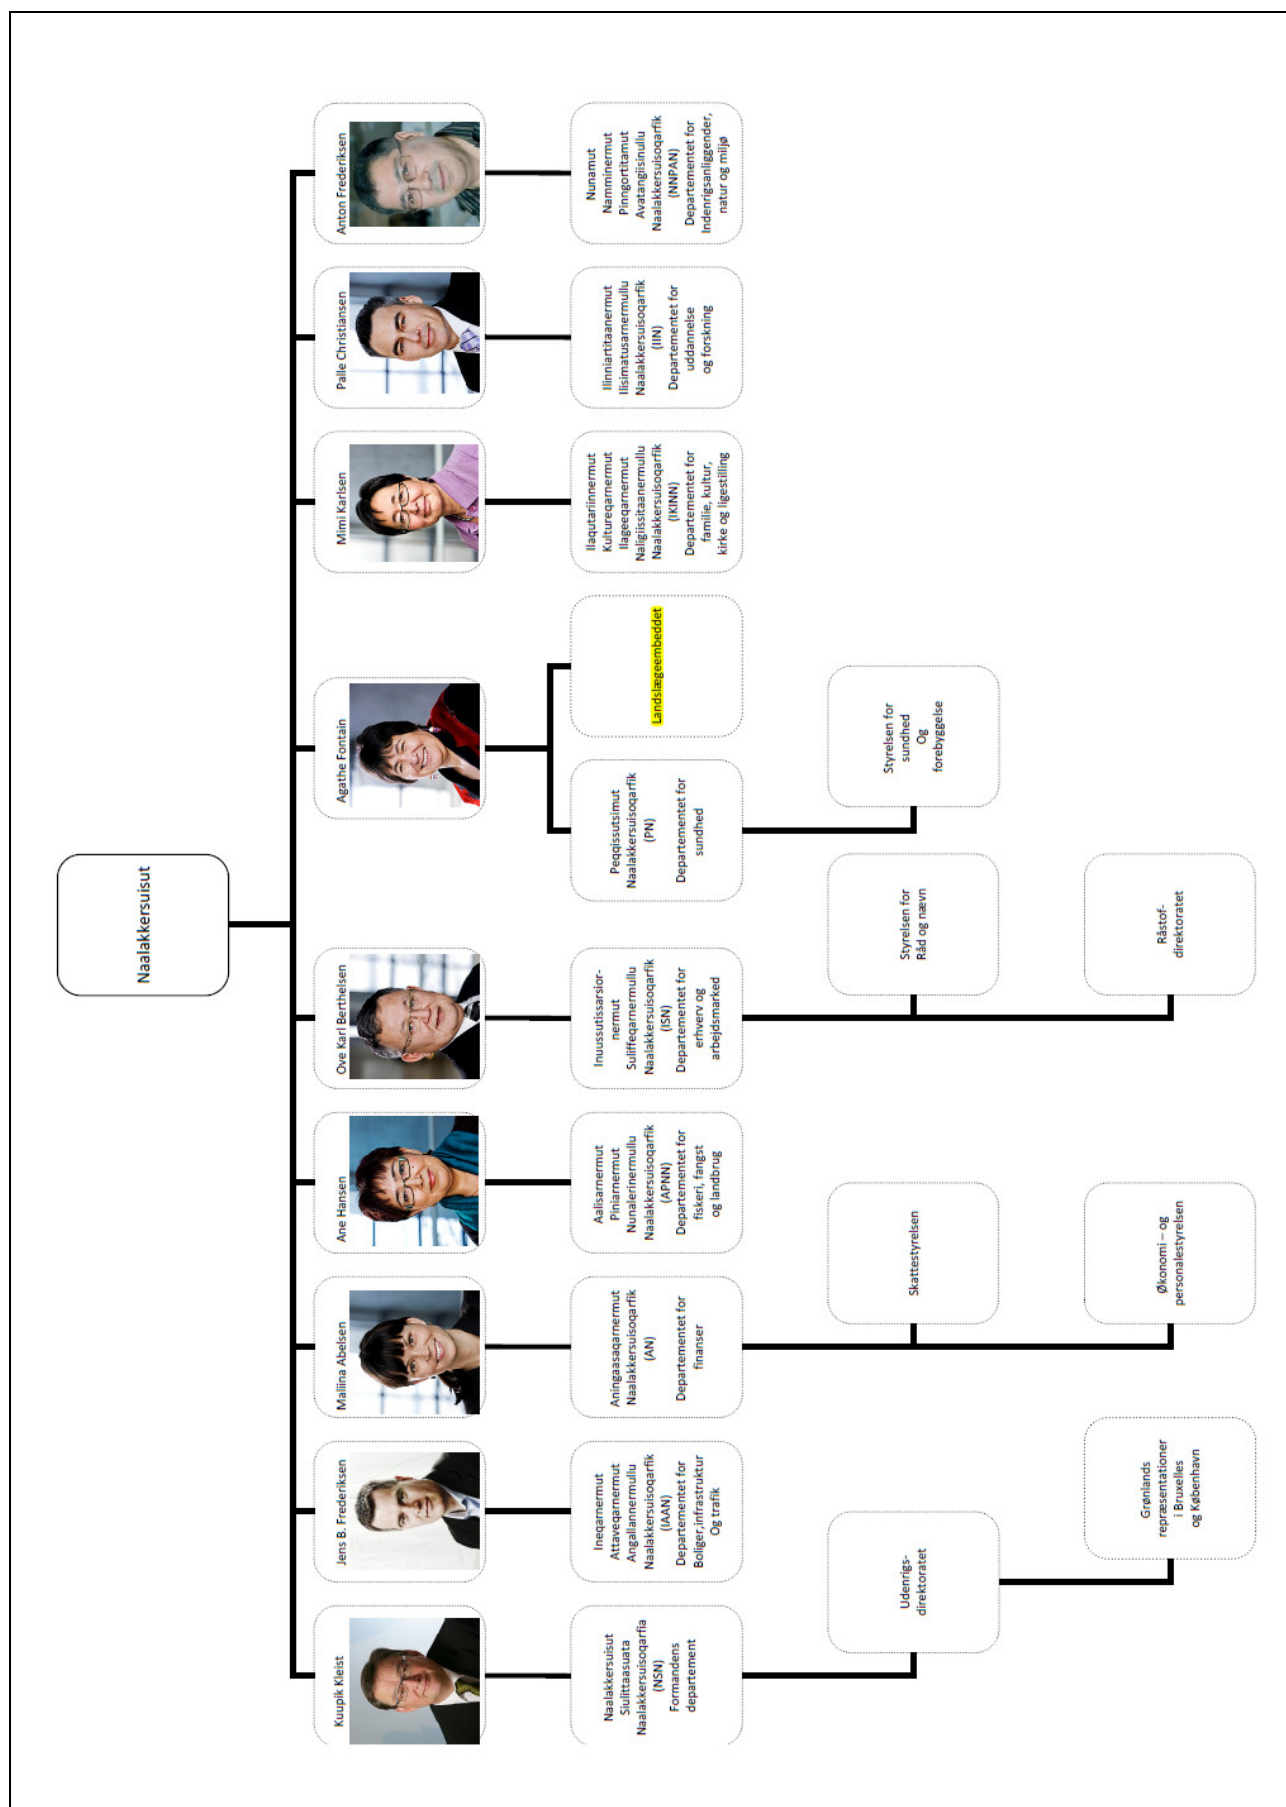 Naalakkersuisut
Kuupik Kleist
Jens B. Frederiksen
Maliina Abelsen
Ane Hansen
Ove Karl Berthelsen
Agathe Fontain
Mimi Karlsen
Palle Christiansen
Anton Frederiksen
Naalakkersuisut
Siulittaasuata
Naalakkersuisoqarfia
(NSN)
Formandens
departement
Ineqarnermut
Attaveqarnermut
Angallannermullu
Naalakkersuisoqarfik
(IAAN)
Departementet for
Boliger,infrastruktur
Og trafik
Aningaasaqarnermut
Naalakkersuisoqarfik
(AN)
Departementet for
finanser
Aalisarnermut
Piniarnermut
Nunalerinermullu
Naalakkersuisoqarfik
(APNN)
Departementet for
fiskeri, fangst
og landbrug
Inuussutissarsior-
nermut
Suliffeqarnermullu
Naalakkersuisoqarfik
(ISN)
Departementet for
erhverv og
arbejdsmarked
Peqqissutsimut
Naalakkersuisoqarfik
(PN)
Departementet for
sundhed
Landslægeembeddet
Ilaqutariinnermut
Kultureqarnermut
Ilageeqarnermut
Naligiissitaanermullu
Naalakkersuisoqarfik
(IKINN)
Departementet for
familie, kultur,
kirke og ligestilling
Ilinniartitaanermut
Ilisimatusarnermullu
Naalakkersuisoqarfik
(IIN)
Departementet for
uddannelse
og forskning
Nunamut
Namminermut
Pinngortitamut
Avatangiisinullu
Naalakkersuisoqarfik
(NNPAN)
Departementet for
Indenrigsanliggender,
natur og miljø
Udenrigs-
direktoratet
Skattestyrelsen
Styrelsen for
Råd og nævn
Styrelsen for
sundhed
Og
forebyggelse
Grønlands
repræsentationer
i Bruxelles
og København
Økonomi – og
personalestyrelsen
Råstof-
direktoratet